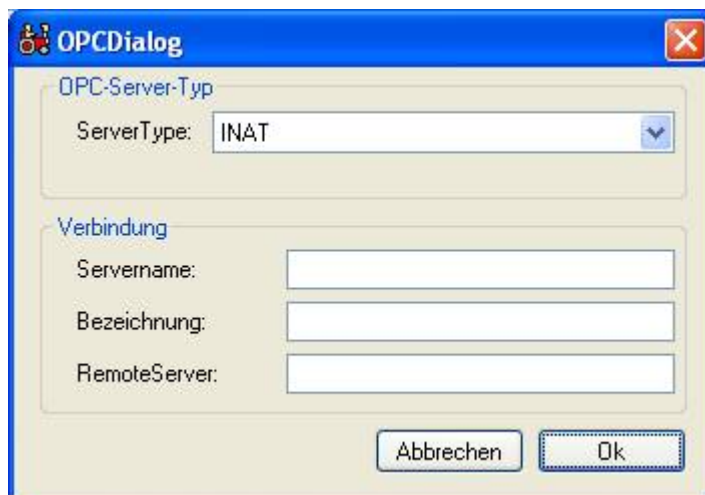 OPCDialog
OPC-Server-Typ
ServerType: INAT
Verbindung
Servername:
Bezeichnung:
RemoteServer:
Abbrechen Ok